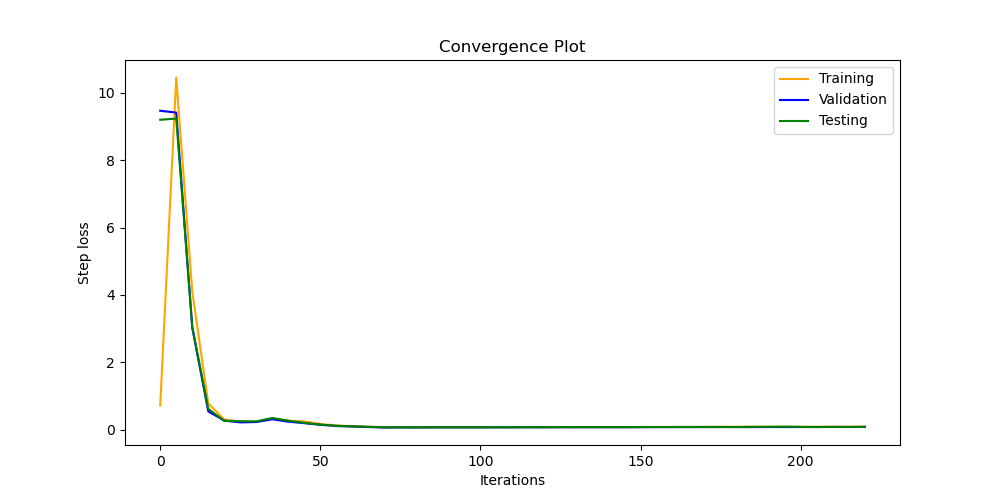 Convergence Plot
Training
Validation
Testing
10
8
6
4
2
0
Step loss
0 50 100 150 200
Iterations